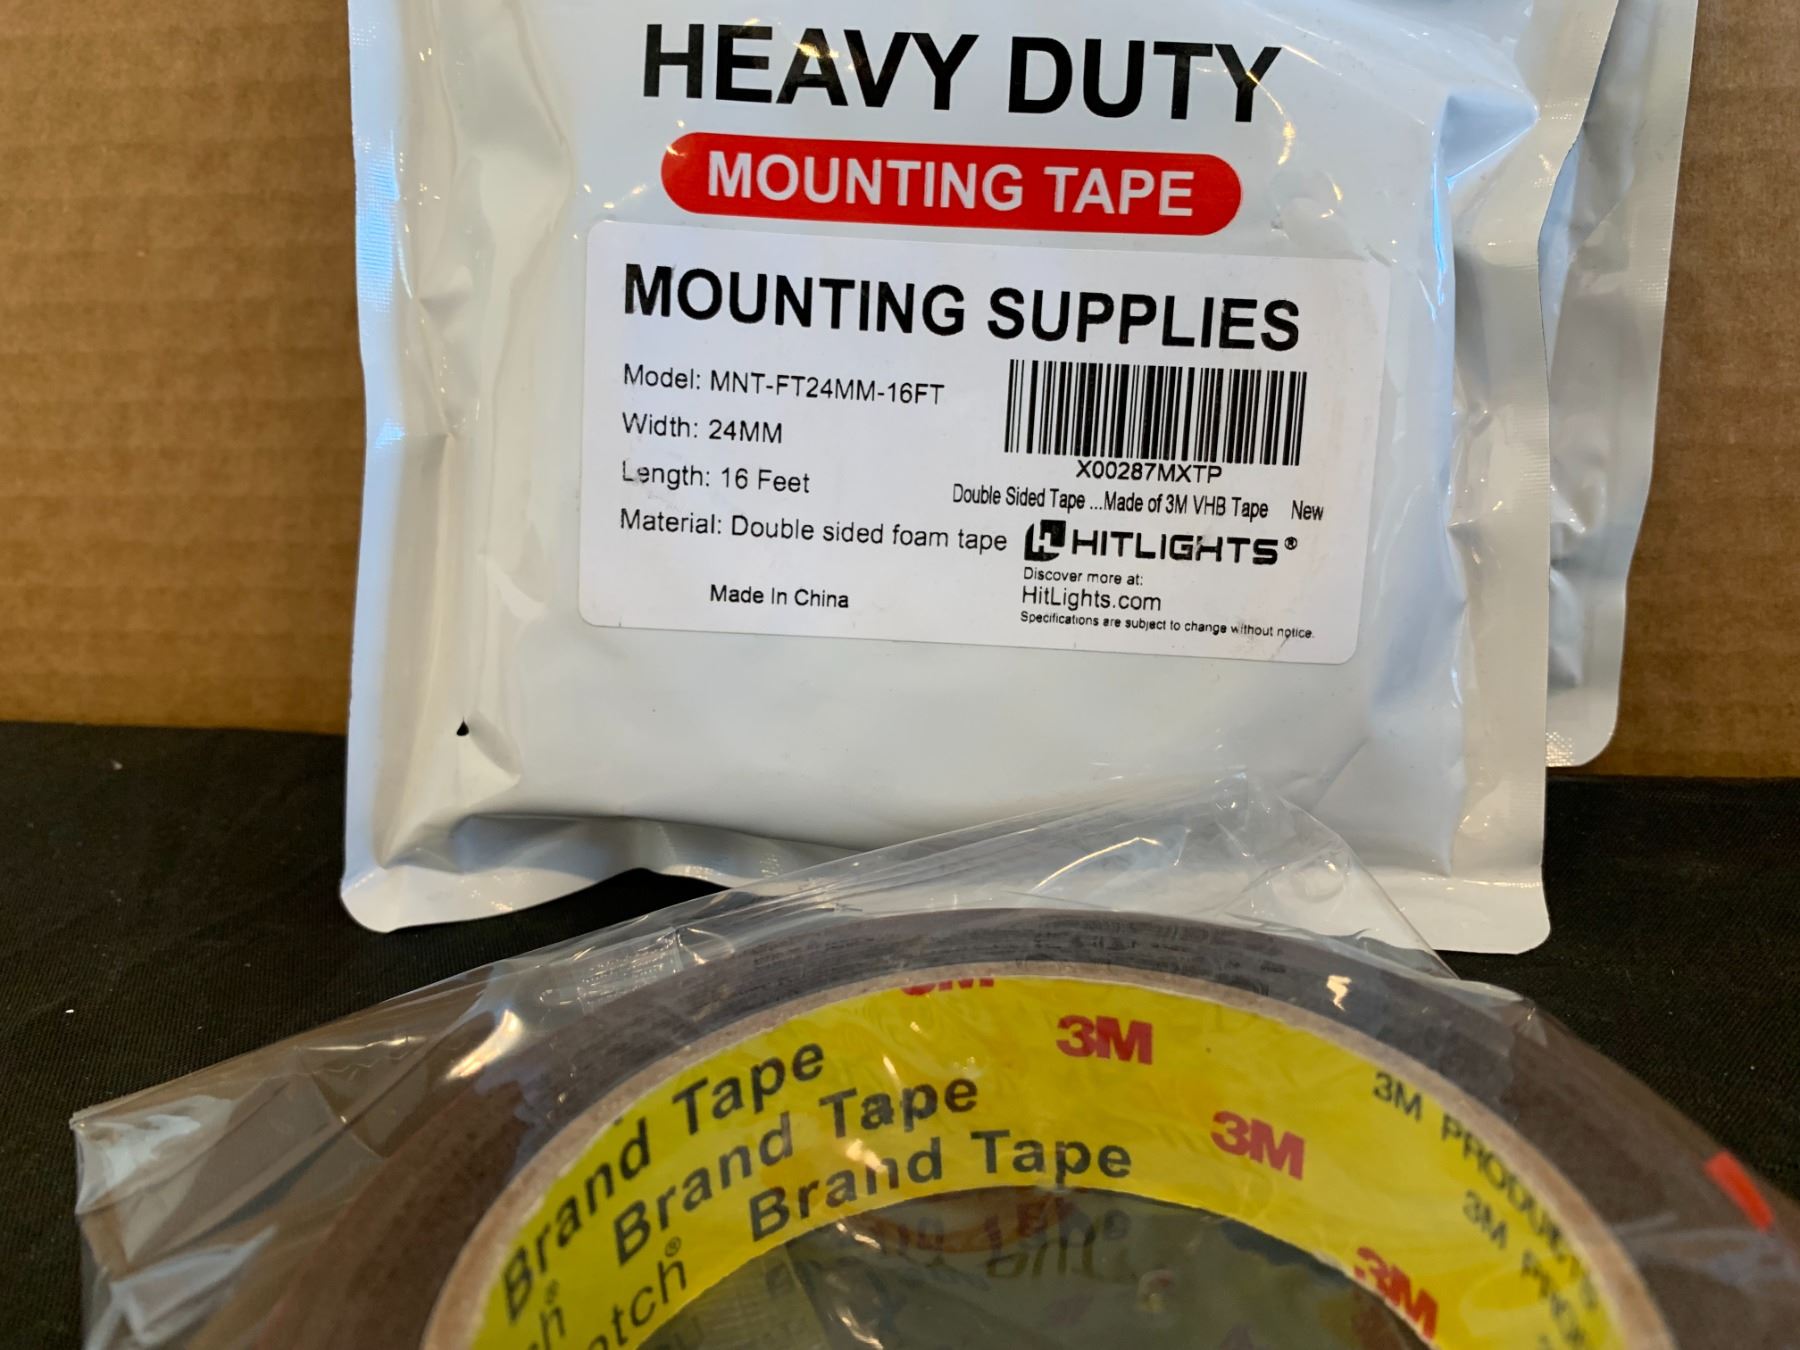 HEAVY DUTY
MOUNTING TAPE
MOUNTING SUPPLIES
Model: MNT-FT24MM-16FT
Width: 24MM
Length: 16 Feet
Material: Double sided foam tape
Made In China
X00287MXTP
Double Sided Tape ...Made of 3M VHB Tape New
HITLIGHTS®
Discover more at:
HitLights.com
Specifications are subject to change without notice.
3M
3M
3M
3M
Brand Tape
Brand Tape
Brand Tape
3M PRODUCTS
3M